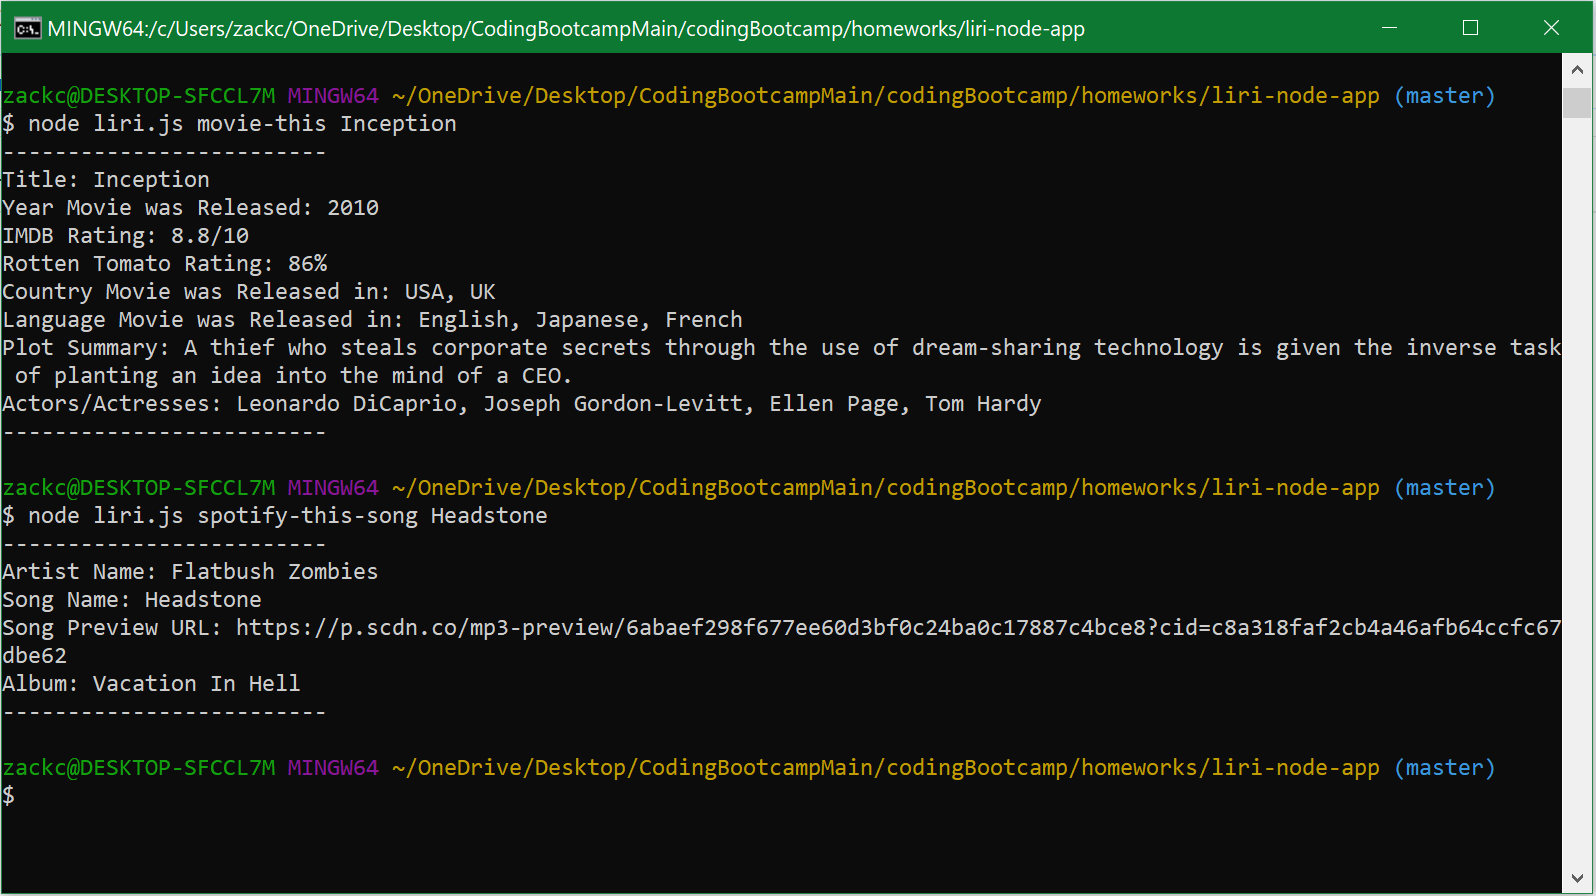 MINGW64:/c/Users/zackc/OneDrive/Desktop/CodingBootcampMain/codingBootcamp/homeworks/liri-node-app
zackc@DESKTOP-SFCCL7M MINGW64 ~/OneDrive/Desktop/CodingBootcampMain/codingBootcamp/homeworks/liri-node-app (master)
$ node liri.js movie-this Inception
-------------------------
Title: Inception
Year Movie was Released: 2010
IMDB Rating: 8.8/10
Rotten Tomato Rating: 86%
Country Movie was Released in: USA, UK
Language Movie was Released in: English, Japanese, French
Plot Summary: A thief who steals corporate secrets through the use of dream-sharing technology is given the inverse task
 of planting an idea into the mind of a CEO.
Actors/Actresses: Leonardo DiCaprio, Joseph Gordon-Levitt, Ellen Page, Tom Hardy
-------------------------
zackc@DESKTOP-SFCCL7M MINGW64 ~/OneDrive/Desktop/CodingBootcampMain/codingBootcamp/homeworks/liri-node-app (master)
$ node liri.js spotify-this-song Headstone
-------------------------
Artist Name: Flatbush Zombies
Song Name: Headstone
Song Preview URL: https://p.scdn.co/mp3-preview/6abaef298f677ee60d3bf0c24ba0c17887c4bce8?cid=c8a318faf2cb4a46afb64ccfc67
dbe62
Album: Vacation In Hell
-------------------------
zackc@DESKTOP-SFCCL7M MINGW64 ~/OneDrive/Desktop/CodingBootcampMain/codingBootcamp/homeworks/liri-node-app (master)
$